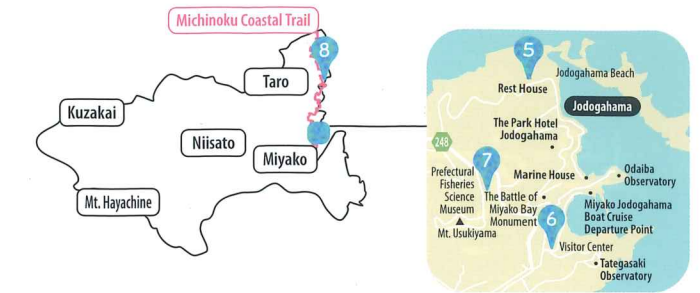 Michinoku Coastal Trail
8
Taro
Kuzakai
Niisato
Miyako
Mt. Hayachine
5
Jodogahama Beach
Rest House
Jodogahama
The Park Hotel
Jodogahama
248
7
Prefectural
Fisheries
Science
Museum
Marine House
Odaiba
Observatory
The Battle of
Miyako Bay
Monument
Miyako Jodogahama
Boat Cruise
Departure Point
Mt. Usukiyama
6
Visitor Center
Tategasaki
Observatory